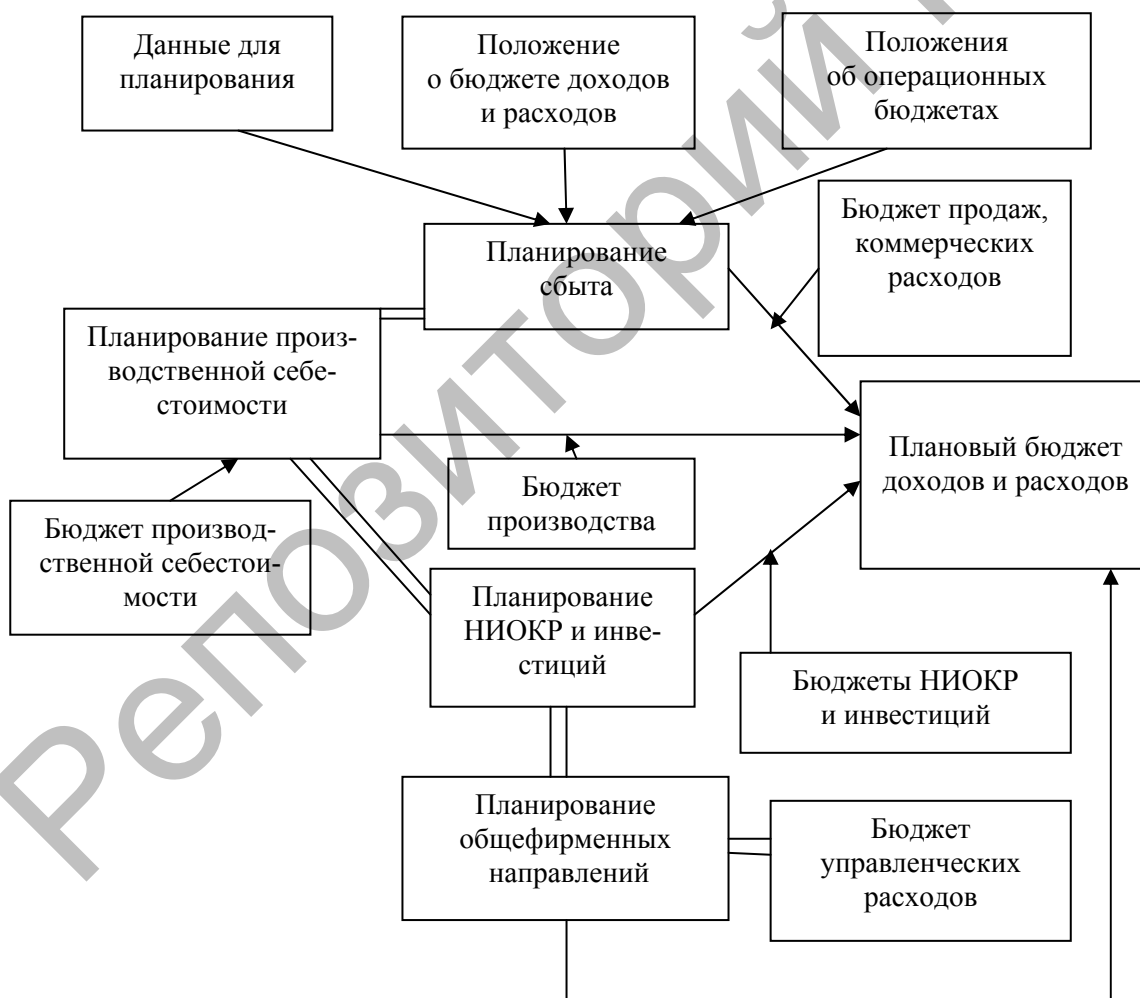 Данные для
планирования
Положение
о бюджете доходов
и расходов
Положения
об операционных
бюджетах
Бюджет продаж,
коммерческих
расходов
Планирование
сбыта
Планирование произ-
водственной себе-
стоимости
Плановый бюджет
доходов и расходов
Бюджет
производства
Бюджет производ-
ственной себестои-
мости
Планирование
НИОКР и инве-
стиций
Бюджеты НИОКР
и инвестиций
Планирование
общефирменных
направлений
Бюджет
управленческих
расходов
Репозиторий